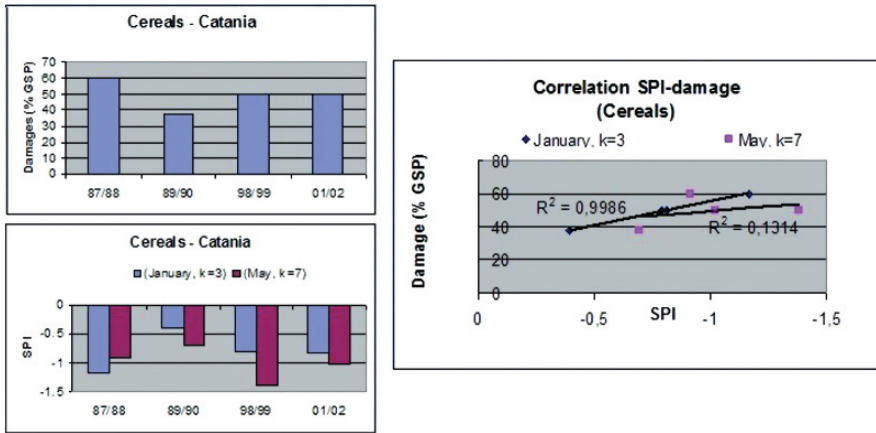 Cereals - Catania
Damages (% GSP)
70
60
50
40
30
20
10
0
87/88
89/90
98/99
01/02
Cereals - Catania
(January, k=3)
(May, k=7)
SPI
0
-0.5
-1
-1.5
87/88
89/90
98/99
01/02
Correlation SPI-damage
(Cereals)
January, k=3
May, k=7
Damage (% GSP)
80
60
40
20
0
R² = 0,9986
R² = 0,1314
0
-0,5
-1
-1,5
SPI